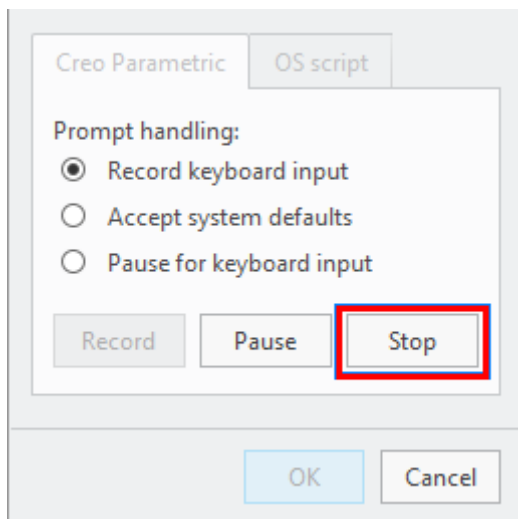 Creo Parametric OS script
Prompt handling:
Record keyboard input
Accept system defaults
Pause for keyboard input
Record Pause Stop
OK Cancel